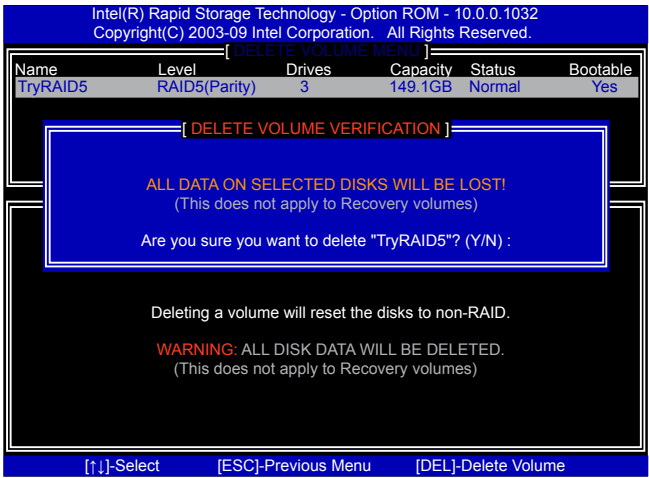 Intel(R) Rapid Storage Technology - Option ROM - 10.0.0.1032
Copyright(C) 2003-09 Intel Corporation. All Rights Reserved.
[ DELETE VOLUME MENU ]
Name Level Drives Capacity Status Bootable
TryRAID5 RAID5(Parity) 3 149.1GB Normal Yes
[ DELETE VOLUME VERIFICATION ]
ALL DATA ON SELECTED DISKS WILL BE LOST!
(This does not apply to Recovery volumes)
Are you sure you want to delete "TryRAID5"? (Y/N) :
Deleting a volume will reset the disks to non-RAID.
WARNING: ALL DISK DATA WILL BE DELETED.
(This does not apply to Recovery volumes)
[↑↓]-Select [ESC]-Previous Menu [DEL]-Delete Volume